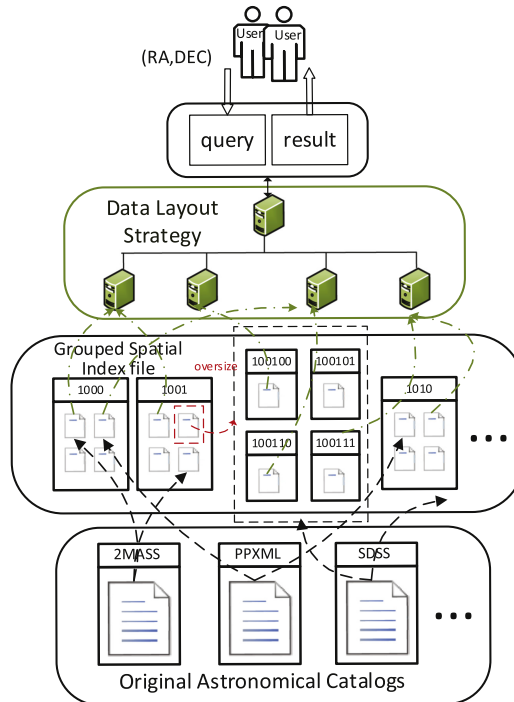 User User
(RA,DEC)
query result
Data Layout
Strategy
Grouped Spatial
Index file
oversize
1000 1001 100100 100101 1010
100110 100111
...
2MASS PPXML SDSS
...
Original Astronomical Catalogs